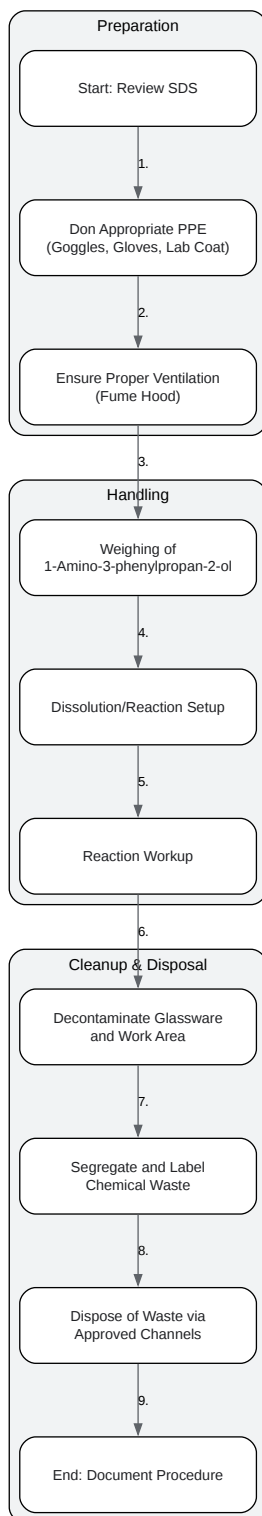 Preparation
Start: Review SDS
1.
Don Appropriate PPE
(Goggles, Gloves, Lab Coat)
2.
Ensure Proper Ventilation
(Fume Hood)
3.
Handling
Weighing of
1-Amino-3-phenylpropan-2-ol
4.
Dissolution/Reaction Setup
5.
Reaction Workup
6.
Cleanup & Disposal
Decontaminate Glassware
and Work Area
7.
Segregate and Label
Chemical Waste
8.
Dispose of Waste via
Approved Channels
9.
End: Document Procedure